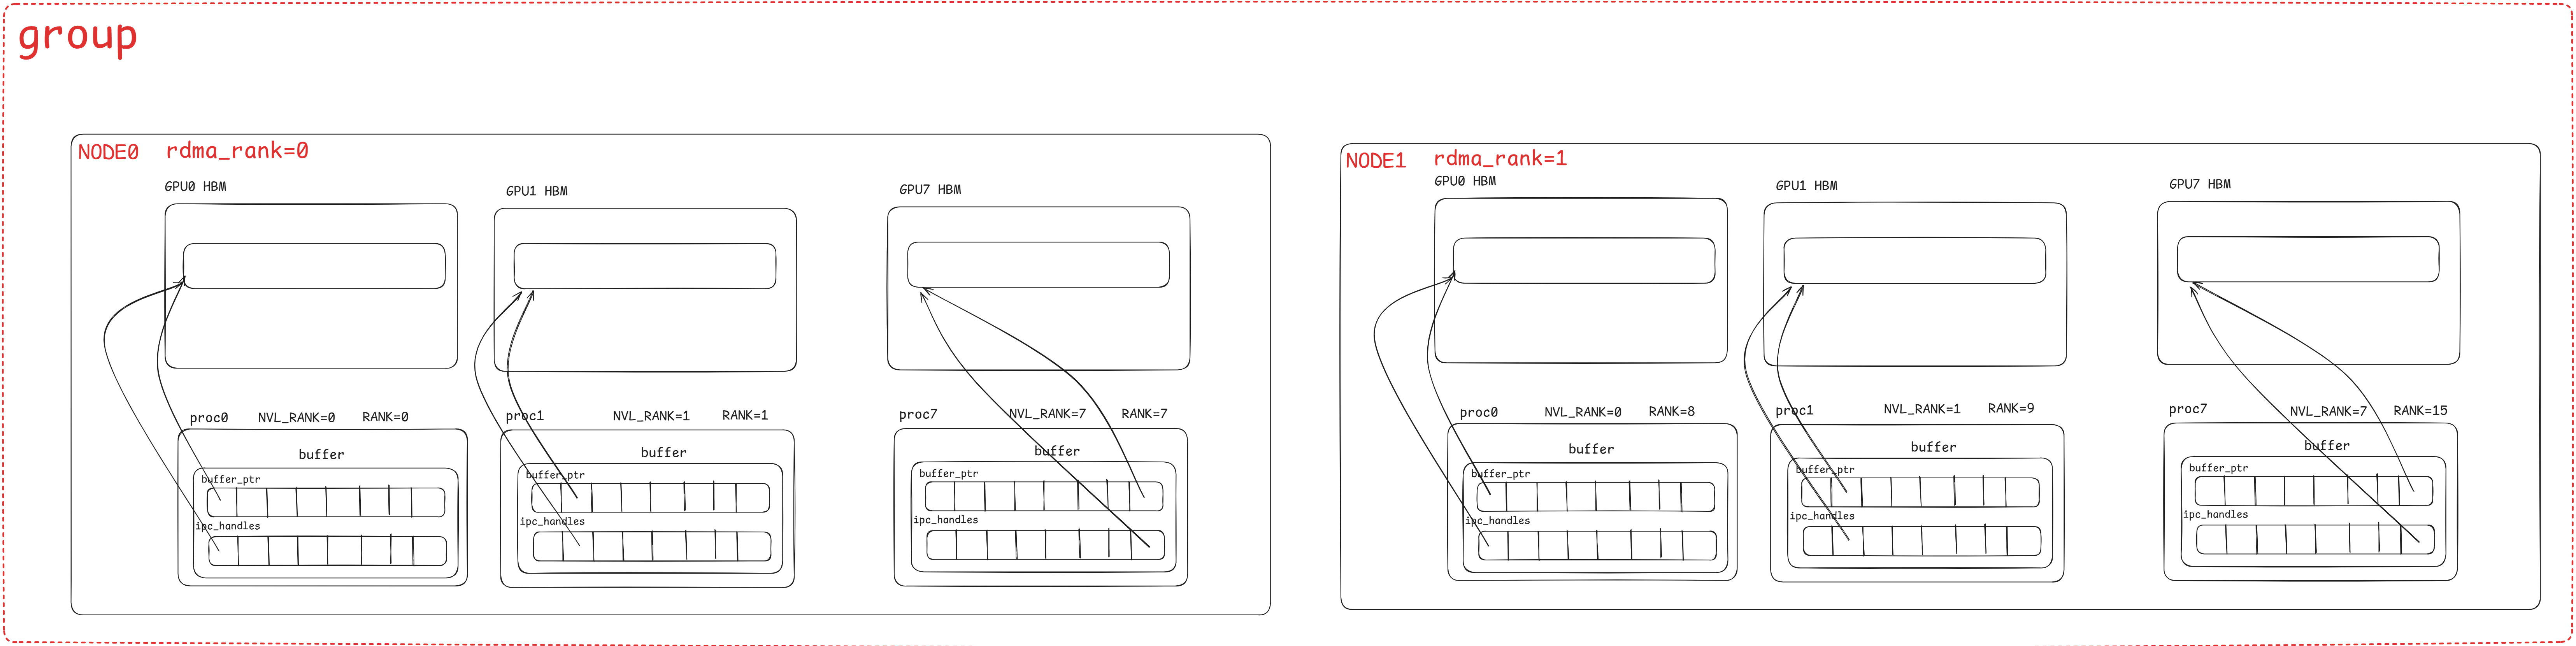 group
NODE0 rdma_rank=0
GPU0 HBM
GPU1 HBM
GPU7 HBM
proc0 NVL_RANK=0 RANK=0
buffer
buffer_ptr
ipc_handles
proc1 NVL_RANK=1 RANK=1
buffer
buffer_ptr
ipc_handles
proc7 NVL_RANK=7 RANK=7
buffer
buffer_ptr
ipc_handles
NODE1 rdma_rank=1
GPU0 HBM
GPU1 HBM
GPU7 HBM
proc0 NVL_RANK=0 RANK=8
buffer
buffer_ptr
ipc_handles
proc1 NVL_RANK=1 RANK=9
buffer
buffer_ptr
ipc_handles
proc7 NVL_RANK=7 RANK=15
buffer
buffer_ptr
ipc_handles